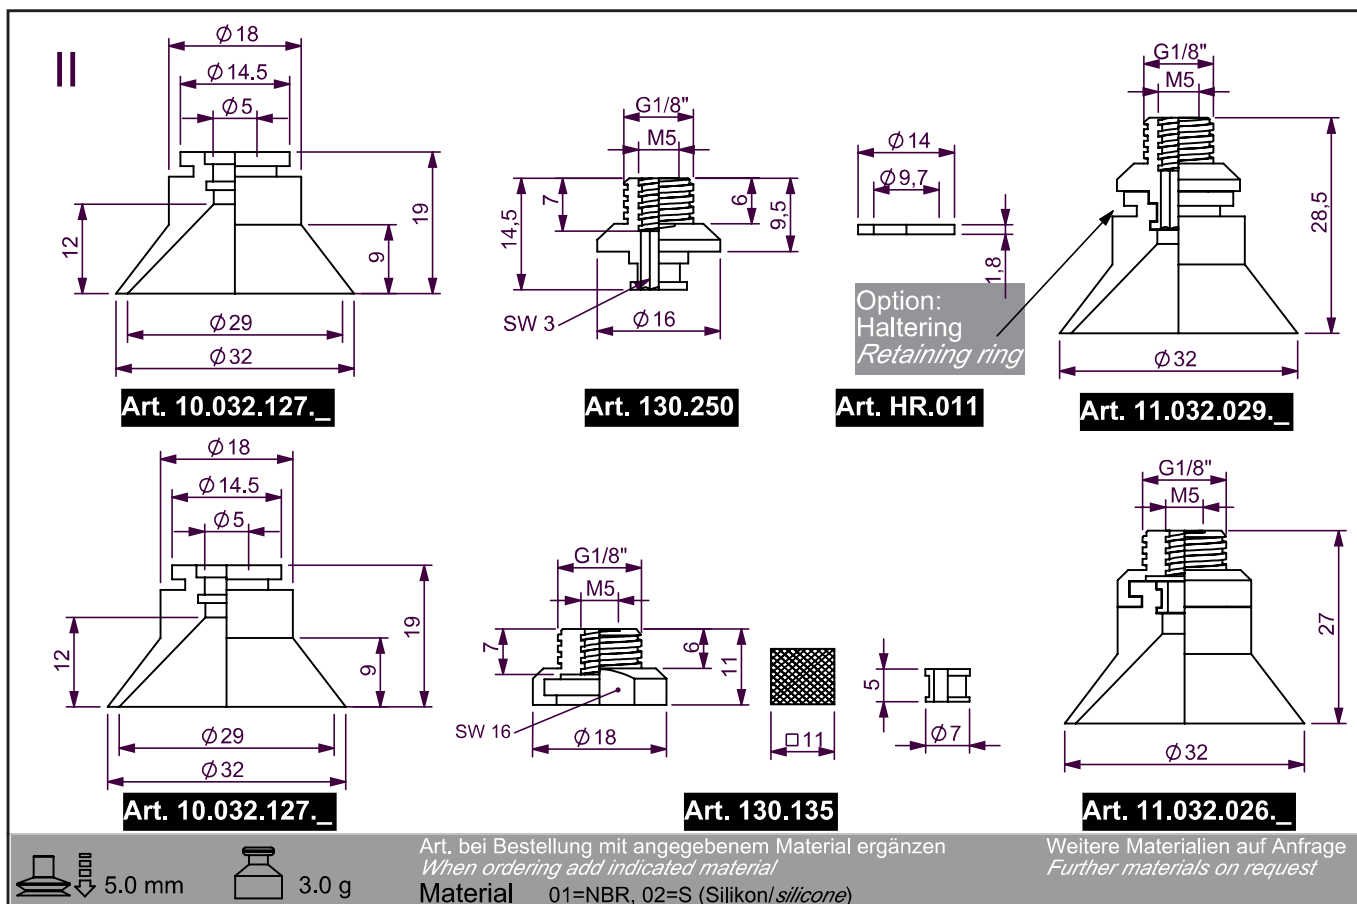 II
Ø18
Ø14.5
Ø5
12
19
9
Ø29
Ø32
Art. 10.032.127._
G1/8"
M5
14,5
7
6
9,5
SW 3
Ø16
Art. 130.250
Ø14
Ø9,7
1,8
Option:
Haltering
Retaining ring
Art. HR.011
G1/8"
M5
28,5
Ø32
Art. 11.032.029._
Ø18
Ø14.5
Ø5
12
19
9
Ø29
Ø32
Art. 10.032.127._
G1/8"
M5
7
6
11
SW 16
Ø18
□11
5
Ø7
Art. 130.135
G1/8"
M5
27
Ø32
Art. 11.032.026._
5.0 mm
3.0 g
Art. bei Bestellung mit angegebenem Material ergänzen
When ordering add indicated material
Material 01=NBR, 02=S (Silikon/silicone)
Weitere Materialien auf Anfrage
Further materials on request